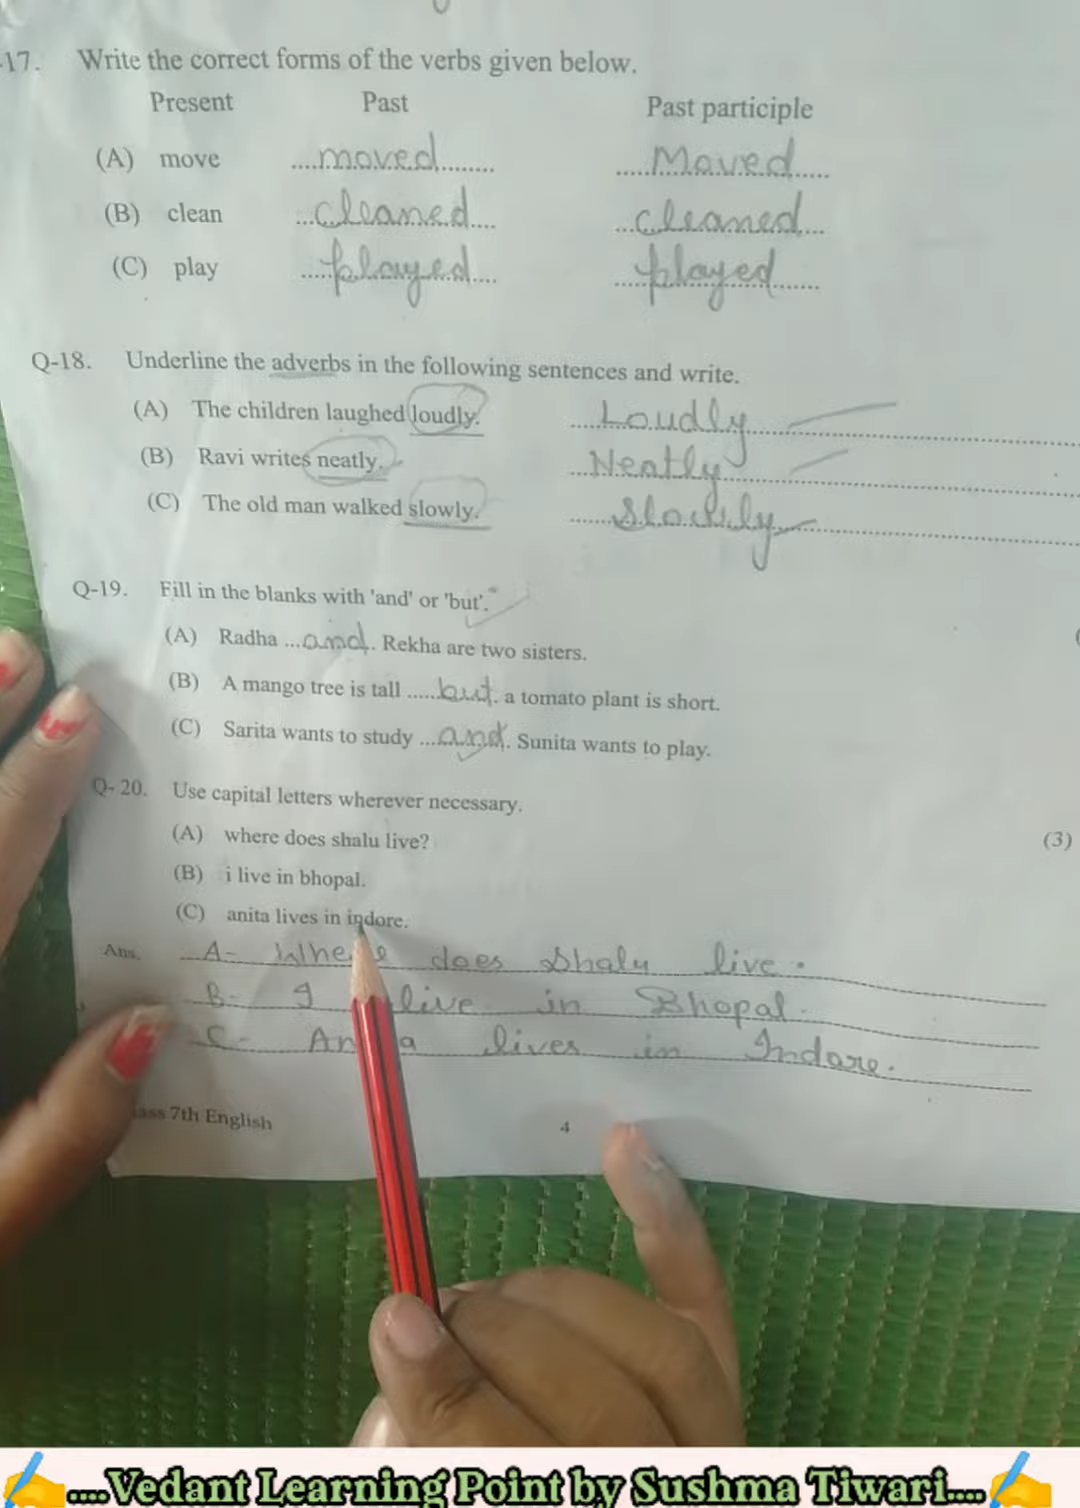 17. Write the correct forms of the verbs given below.
Present Past Past participle
(A) move ....moved......... .....Moved.....
(B) clean ...cleaned.... ...cleaned...
(C) play .....played.... .....played.......
Q-18. Underline the adverbs in the following sentences and write.
(A) The children laughed loudly. ....Loudly
(B) Ravi writes neatly. ...Neatly
(C) The old man walked slowly.
Q-19. Fill in the blanks with 'and' or 'but'.
(A) Radha ...and. Rekha are two sisters.
(B) A mango tree is tall .....but. a tomato plant is short.
(C) Sarita wants to study ...and. Sunita wants to play.
Q- 20. Use capital letters wherever necessary.
(A) where does shalu live? (3)
(B) i live in bhopal.
(C) anita lives in indore.
Ans. A- Where does Shalu live.
B- I live in Bhopal.
C- Anita lives in Indore.
7th English 4
....Vedant Learning Point by Sushma Tiwari....